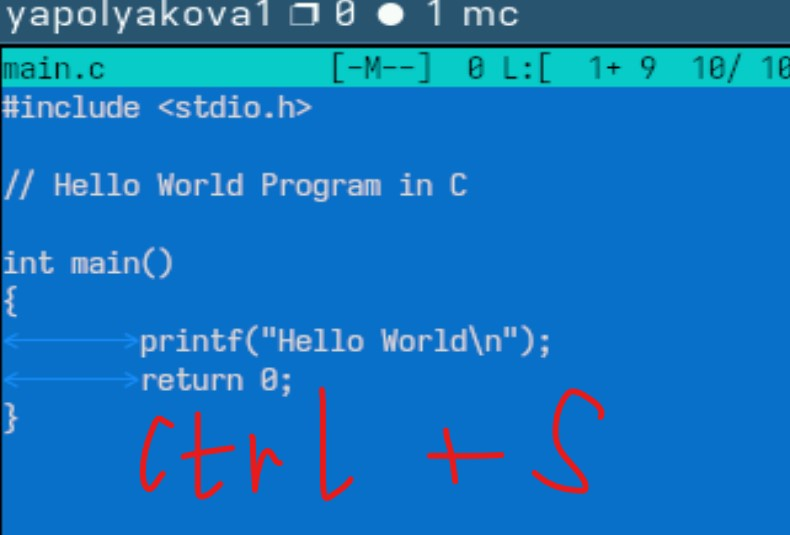 yapolyakova1 0 ● 1 mc
main.c [-M--] 0 L:[ 1+ 9 10/ 10
#include <stdio.h>
// Hello World Program in C
int main()
{
<------>printf("Hello World\n");
<------>return 0;
}
Ctrl + S